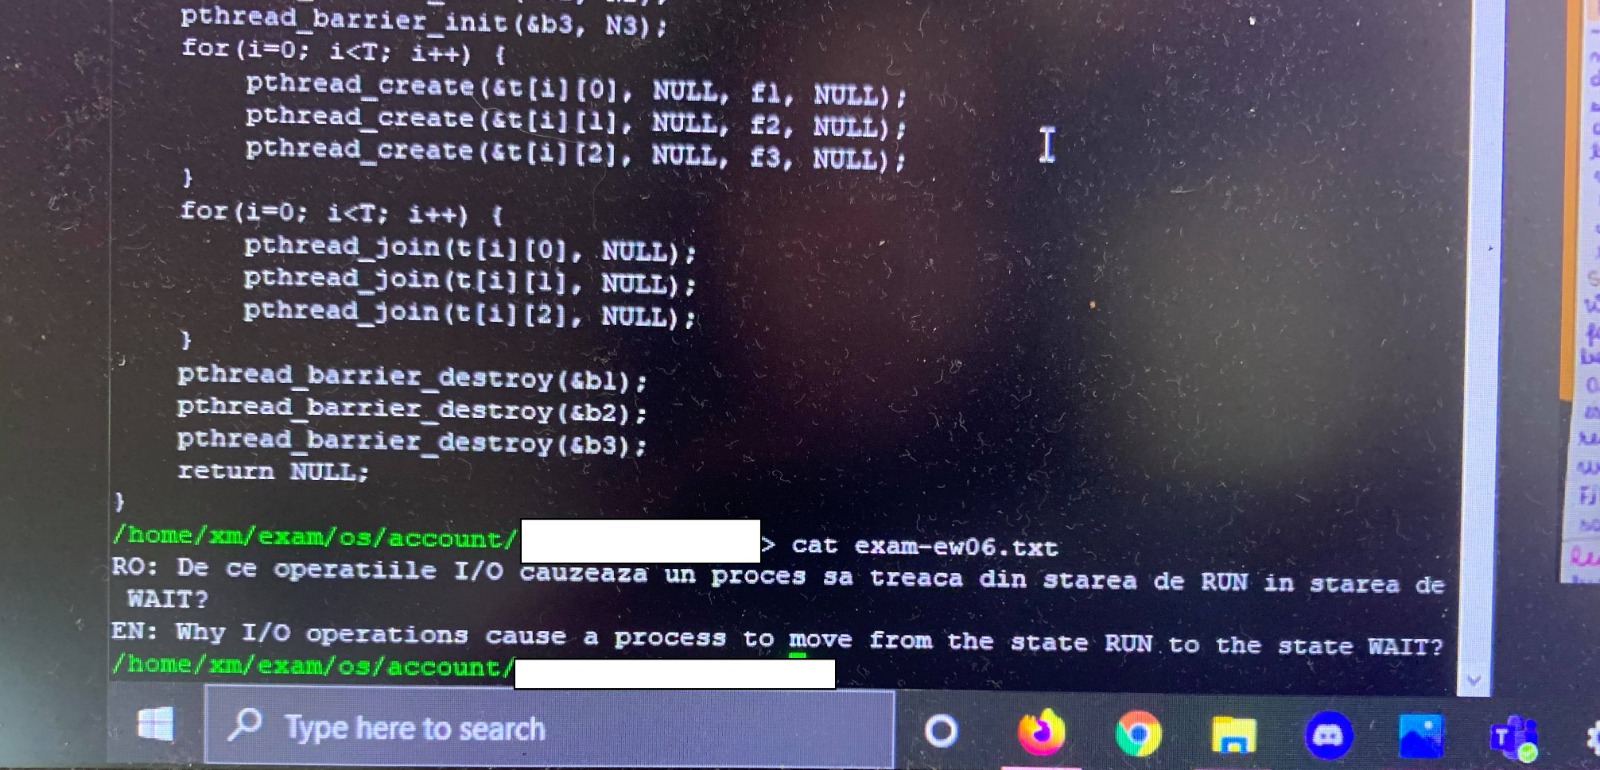 pthread_barrier_init(&b3, N3);
for(i=0; i<T; i++) {
pthread_create(&t[i][0], NULL, f1, NULL);
pthread_create(&t[i][1], NULL, f2, NULL);
pthread_create(&t[i][2], NULL, f3, NULL);
}
for(i=0; i<T; i++) {
pthread_join(t[i][0], NULL);
pthread_join(t[i][1], NULL);
pthread_join(t[i][2], NULL);
}
pthread_barrier_destroy(&b1);
pthread_barrier_destroy(&b2);
pthread_barrier_destroy(&b3);
return NULL;
}
/home/xm/exam/os/account/ > cat exam-ew06.txt
RO: De ce operatiile I/O cauzeaza un proces sa treaca din starea de RUN in starea de
WAIT?
EN: Why I/O operations cause a process to move from the state RUN to the state WAIT?
/home/xm/exam/os/account/
Type here to search